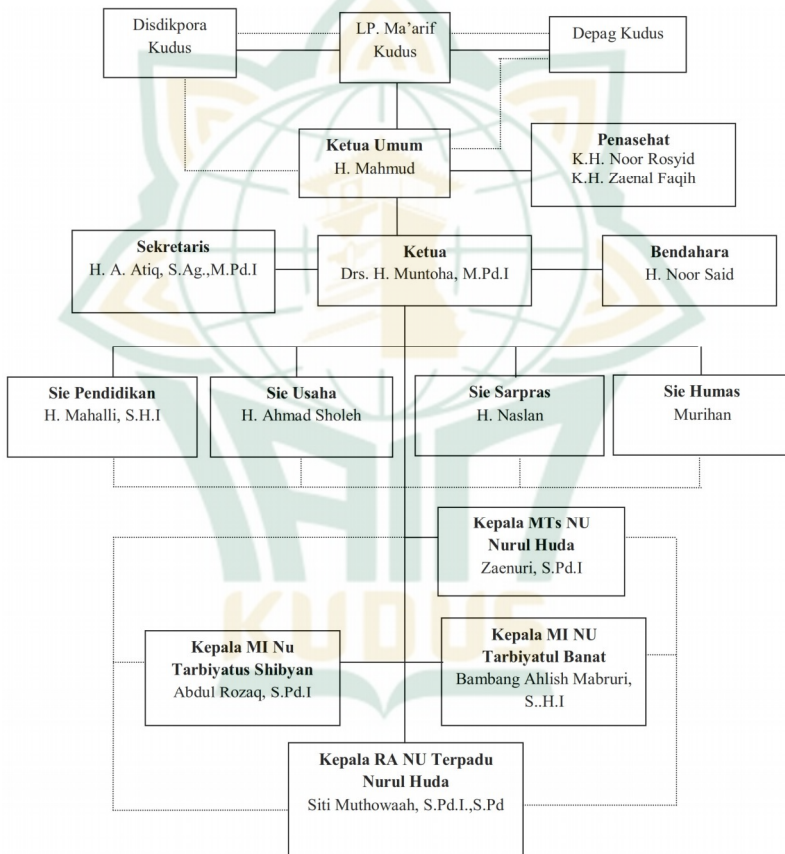 Disdikpora
Kudus
LP. Ma’arif
Kudus
Depag Kudus
Ketua Umum
H. Mahmud
Penasehat
K.H. Noor Rosyid
K.H. Zaenal Faqih
Sekretaris
H. A. Atiq, S.Ag.,M.Pd.I
Ketua
Drs. H. Muntoha, M.Pd.I
Bendahara
H. Noor Said
Sie Pendidikan
H. Mahalli, S.H.I
Sie Usaha
H. Ahmad Sholeh
Sie Sarpras
H. Naslan
Sie Humas
Murihan
Kepala MTs NU
Nurul Huda
Zaenuri, S.Pd.I
Kepala MI Nu
Tarbiyatus Shibyan
Abdul Rozaq, S.Pd.I
Kepala MI NU
Tarbiyatul Banat
Bambang Ahlish Mabruri,
S..H.I
Kepala RA NU Terpadu
Nurul Huda
Siti Muthowaah, S.Pd.I.,S.Pd
IAIN
KUDUS